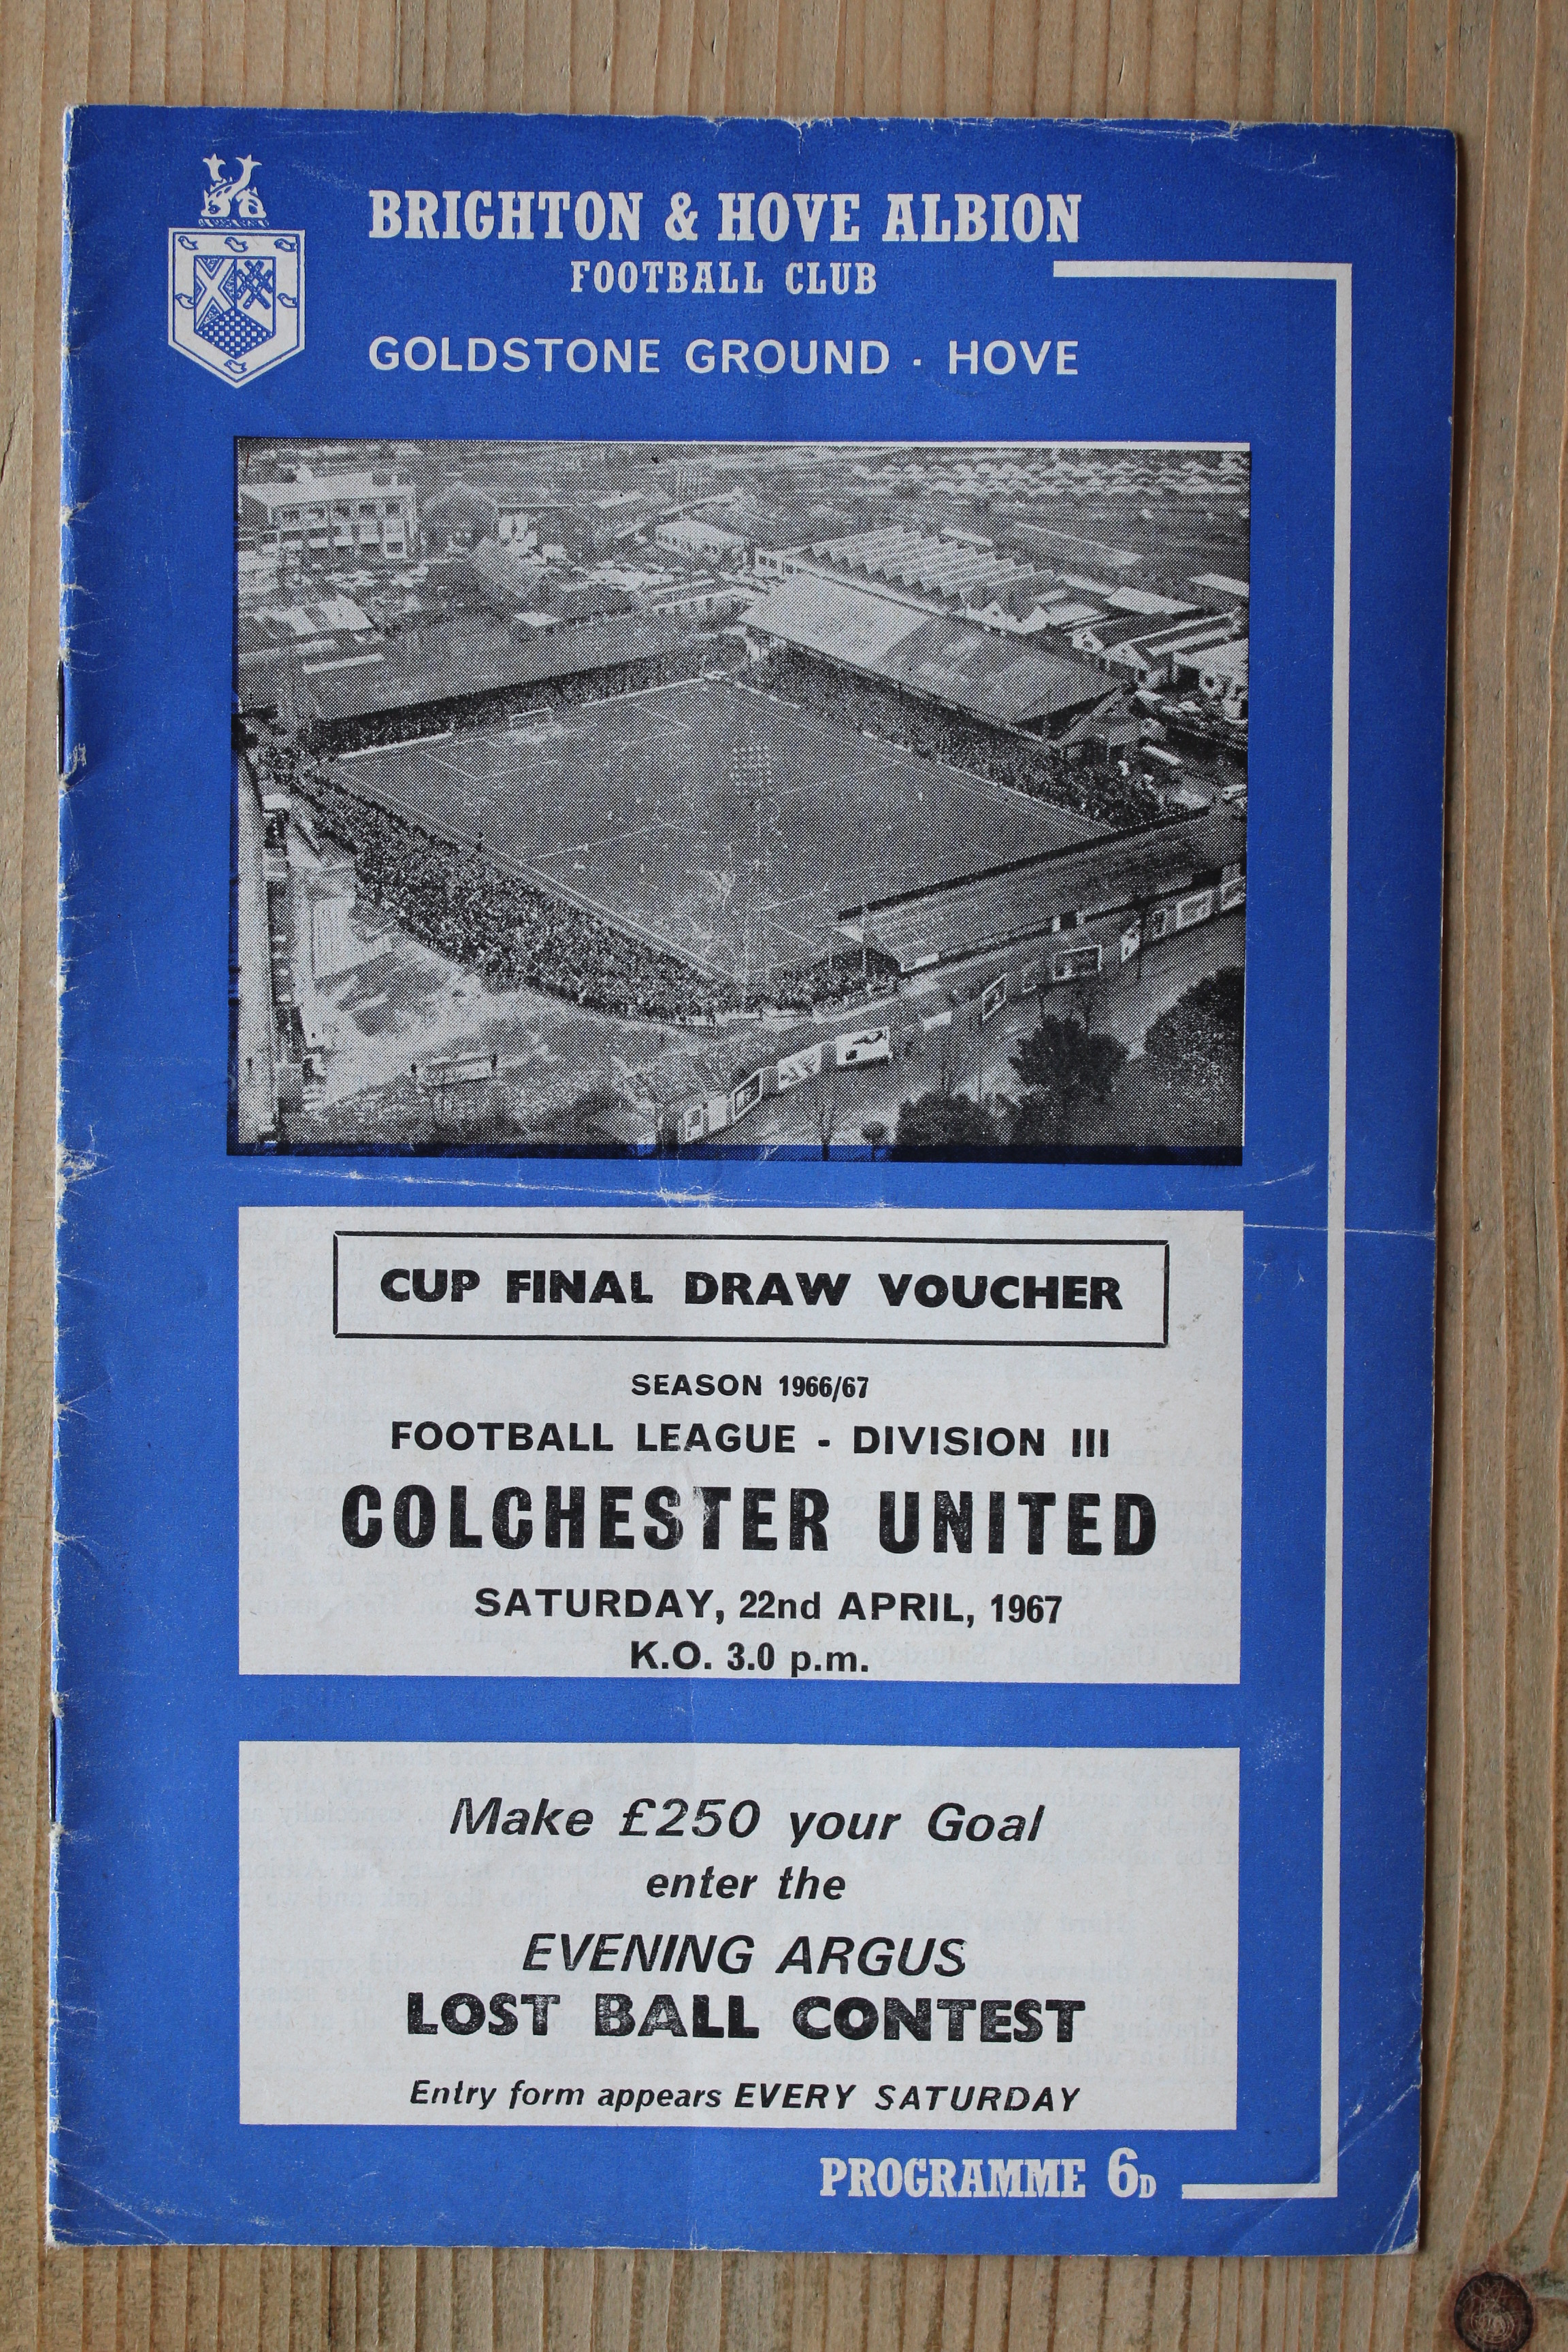 BRIGHTON & HOVE ALBION
FOOTBALL CLUB
GOLDSTONE GROUND · HOVE
CUP FINAL DRAW VOUCHER
SEASON 1966/67
FOOTBALL LEAGUE - DIVISION III
COLCHESTER UNITED
SATURDAY, 22nd APRIL, 1967
K.O. 3.0 p.m.
Make £250 your Goal
enter the
EVENING ARGUS
LOST BALL CONTEST
Entry form appears EVERY SATURDAY
PROGRAMME 6D